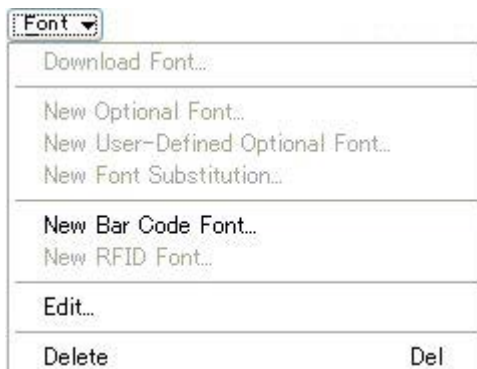 Font
Download Font...
New Optional Font...
New User-Defined Optional Font...
New Font Substitution...
New Bar Code Font...
New RFID Font...
Edit...
Delete Del